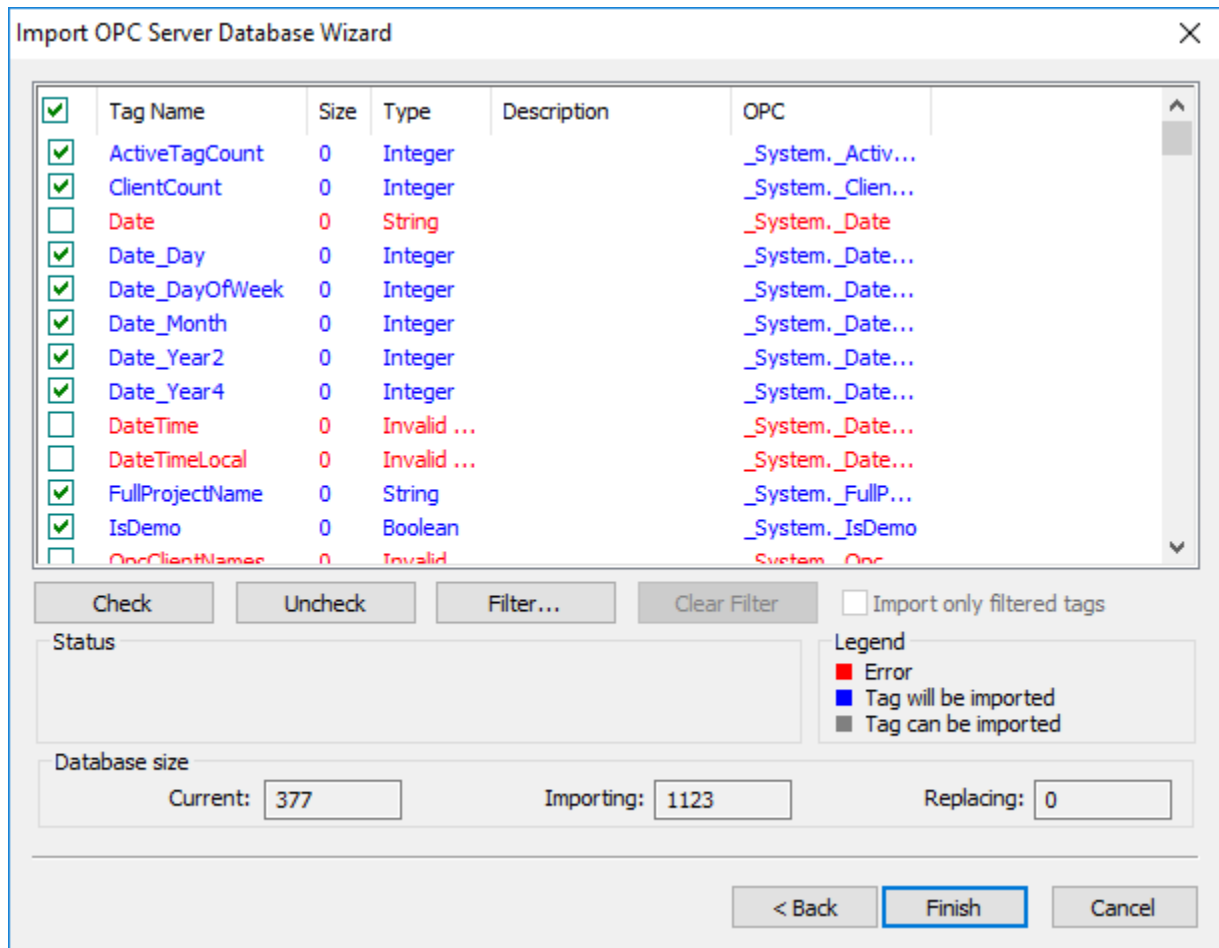 Import OPC Server Database Wizard
Tag Name Size Type Description OPC
ActiveTagCount 0 Integer _System._Activ...
ClientCount 0 Integer _System._Clien...
Date 0 String _System._Date
Date_Day 0 Integer _System._Date...
Date_DayOfWeek 0 Integer _System._Date...
Date_Month 0 Integer _System._Date...
Date_Year2 0 Integer _System._Date...
Date_Year4 0 Integer _System._Date...
DateTime 0 Invalid ... _System._Date...
DateTimeLocal 0 Invalid ... _System._Date...
FullProjectName 0 String _System._FullP...
IsDemo 0 Boolean _System._IsDemo
OpcClientNames 0 Invalid ... _System._Opc...
Check Uncheck Filter... Clear Filter Import only filtered tags
Status Legend
Error
Tag will be imported
Tag can be imported
Database size
Current: 377 Importing: 1123 Replacing: 0
< Back Finish Cancel